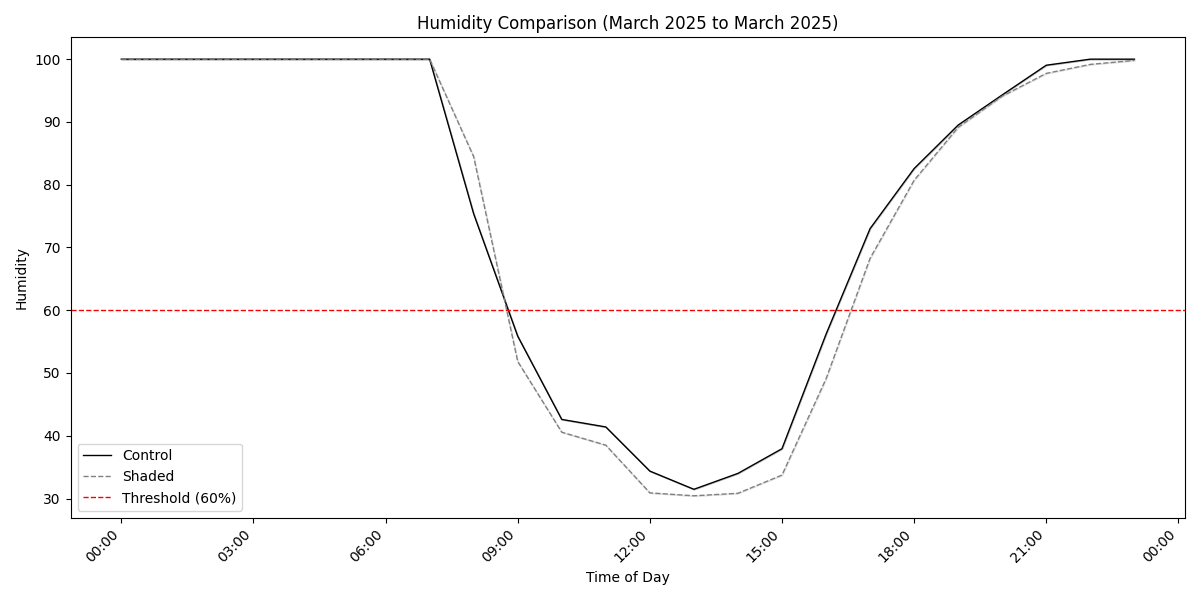 Humidity Comparison (March 2025 to March 2025)
Humidity
100
90
80
70
60
50
40
30
Control
Shaded
Threshold (60%)
00:00
03:00
06:00
09:00
12:00
15:00
18:00
21:00
00:00
Time of Day